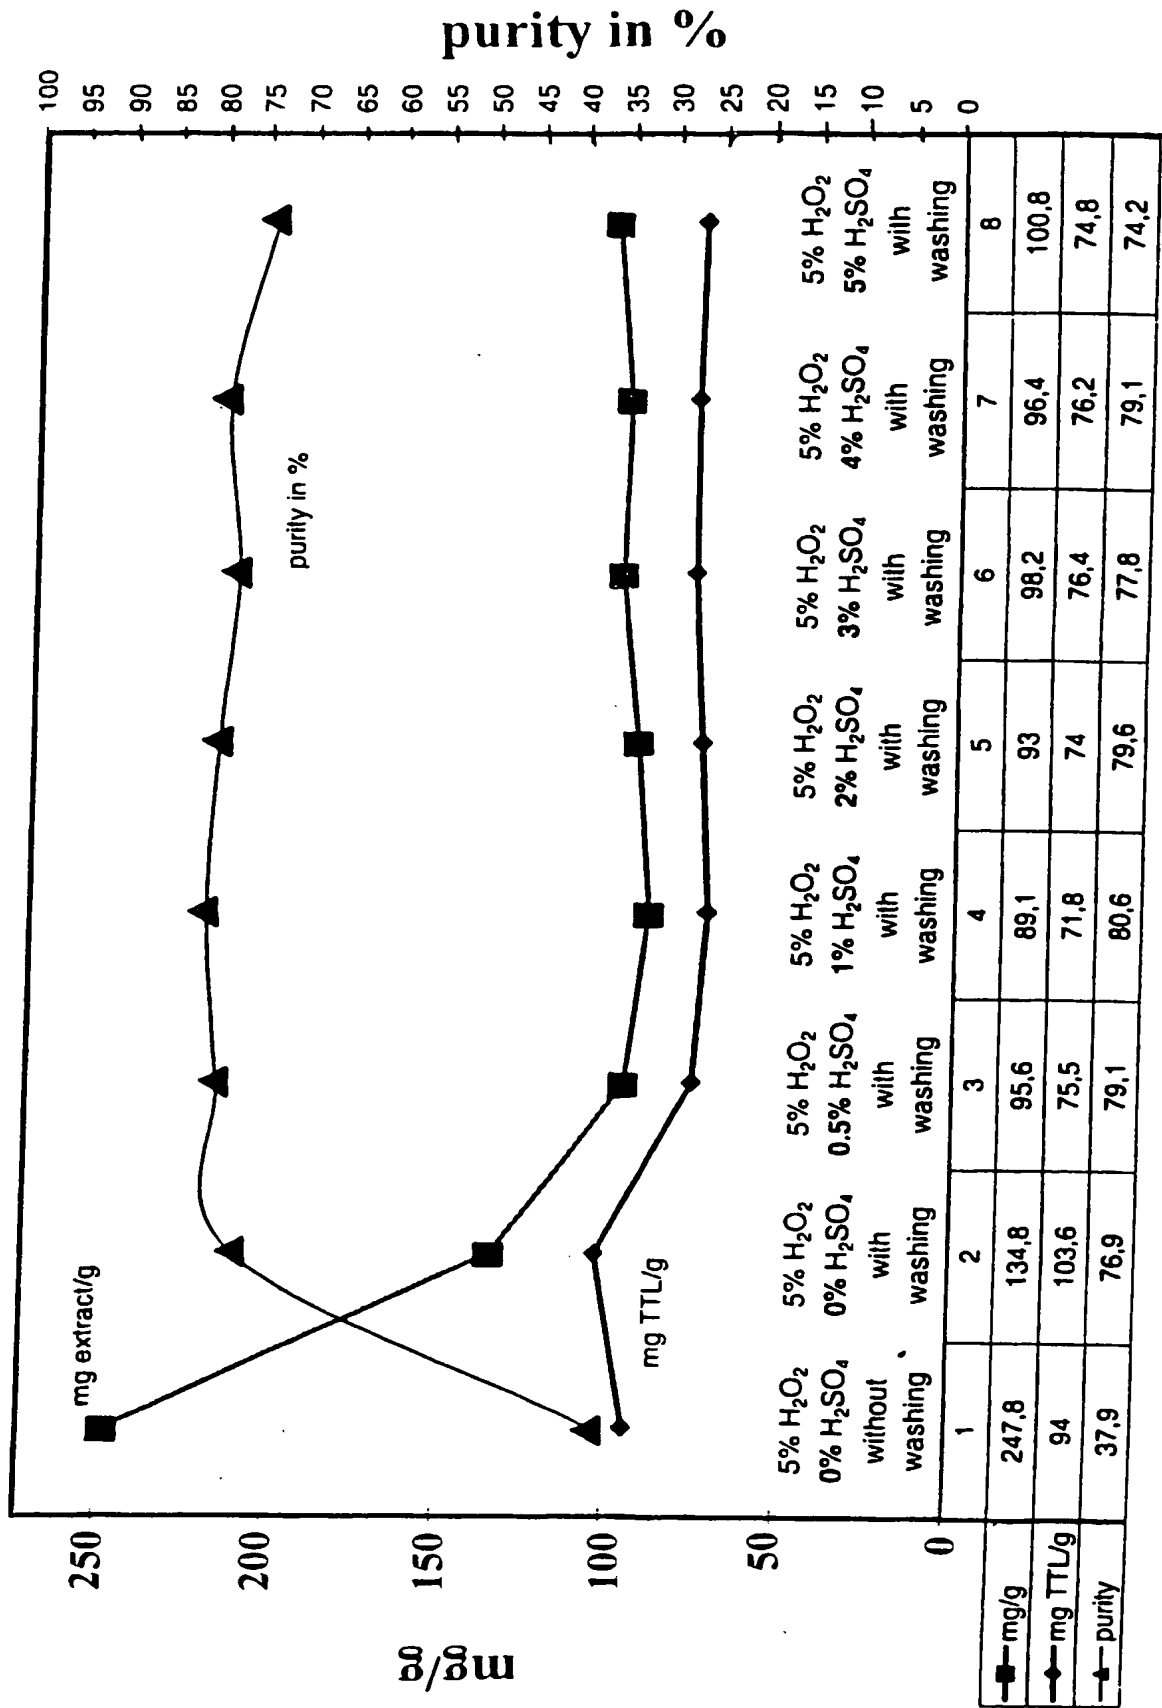 purity in %
100
95
90
85
80
75
70
65
60
55
50
45
40
35
30
25
20
15
10
5
0
mg/g
250
200
150
100
50
0
mg extract/g
mg TTL/g
purity in %
5% H₂O₂
0% H₂SO₄
without
washing
5% H₂O₂
0% H₂SO₄
with
washing
5% H₂O₂
0.5% H₂SO₄
with
washing
5% H₂O₂
1% H₂SO₄
with
washing
5% H₂O₂
2% H₂SO₄
with
washing
5% H₂O₂
3% H₂SO₄
with
washing
5% H₂O₂
4% H₂SO₄
with
washing
5% H₂O₂
5% H₂SO₄
with
washing
1 2 3 4 5 6 7 8
mg/g 247,8 134,8 95,6 89,1 93 98,2 96,4 100,8
mg TTL/g 94 103,6 75,5 71,8 74 76,4 76,2 74,8
purity 37,9 76,9 79,1 80,6 79,6 77,8 79,1 74,2